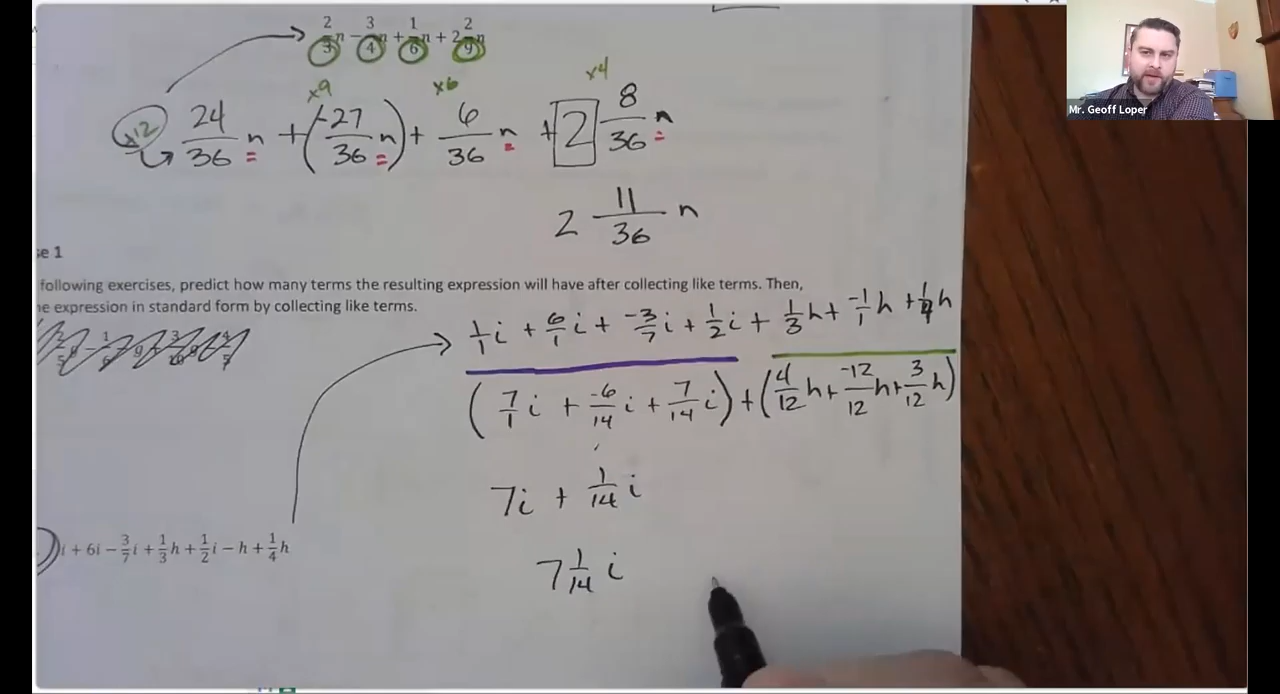 2/3 n − 3/4 n + 1/6 n + 2 2/9 n
x9 x6 x4
x12 24/36 n + (-27/36 n) + 6/36 n + 2 8/36 n
2 11/36 n
se 1
following exercises, predict how many terms the resulting expression will have after collecting like terms. Then,
e expression in standard form by collecting like terms.
1/1 i + 6/1 i + -3/7 i + 1/2 i + 1/3 h + -1/1 h + 1/4 h
(7/1 i + -6/14 i + 7/14 i) + (4/12 h + -12/12 h + 3/12 h)
7i + 1/14 i
i + 6i − 3/7 i + 1/3 h + 1/2 i − h + 1/4 h
7 1/14 i
Mr. Geoff Loper